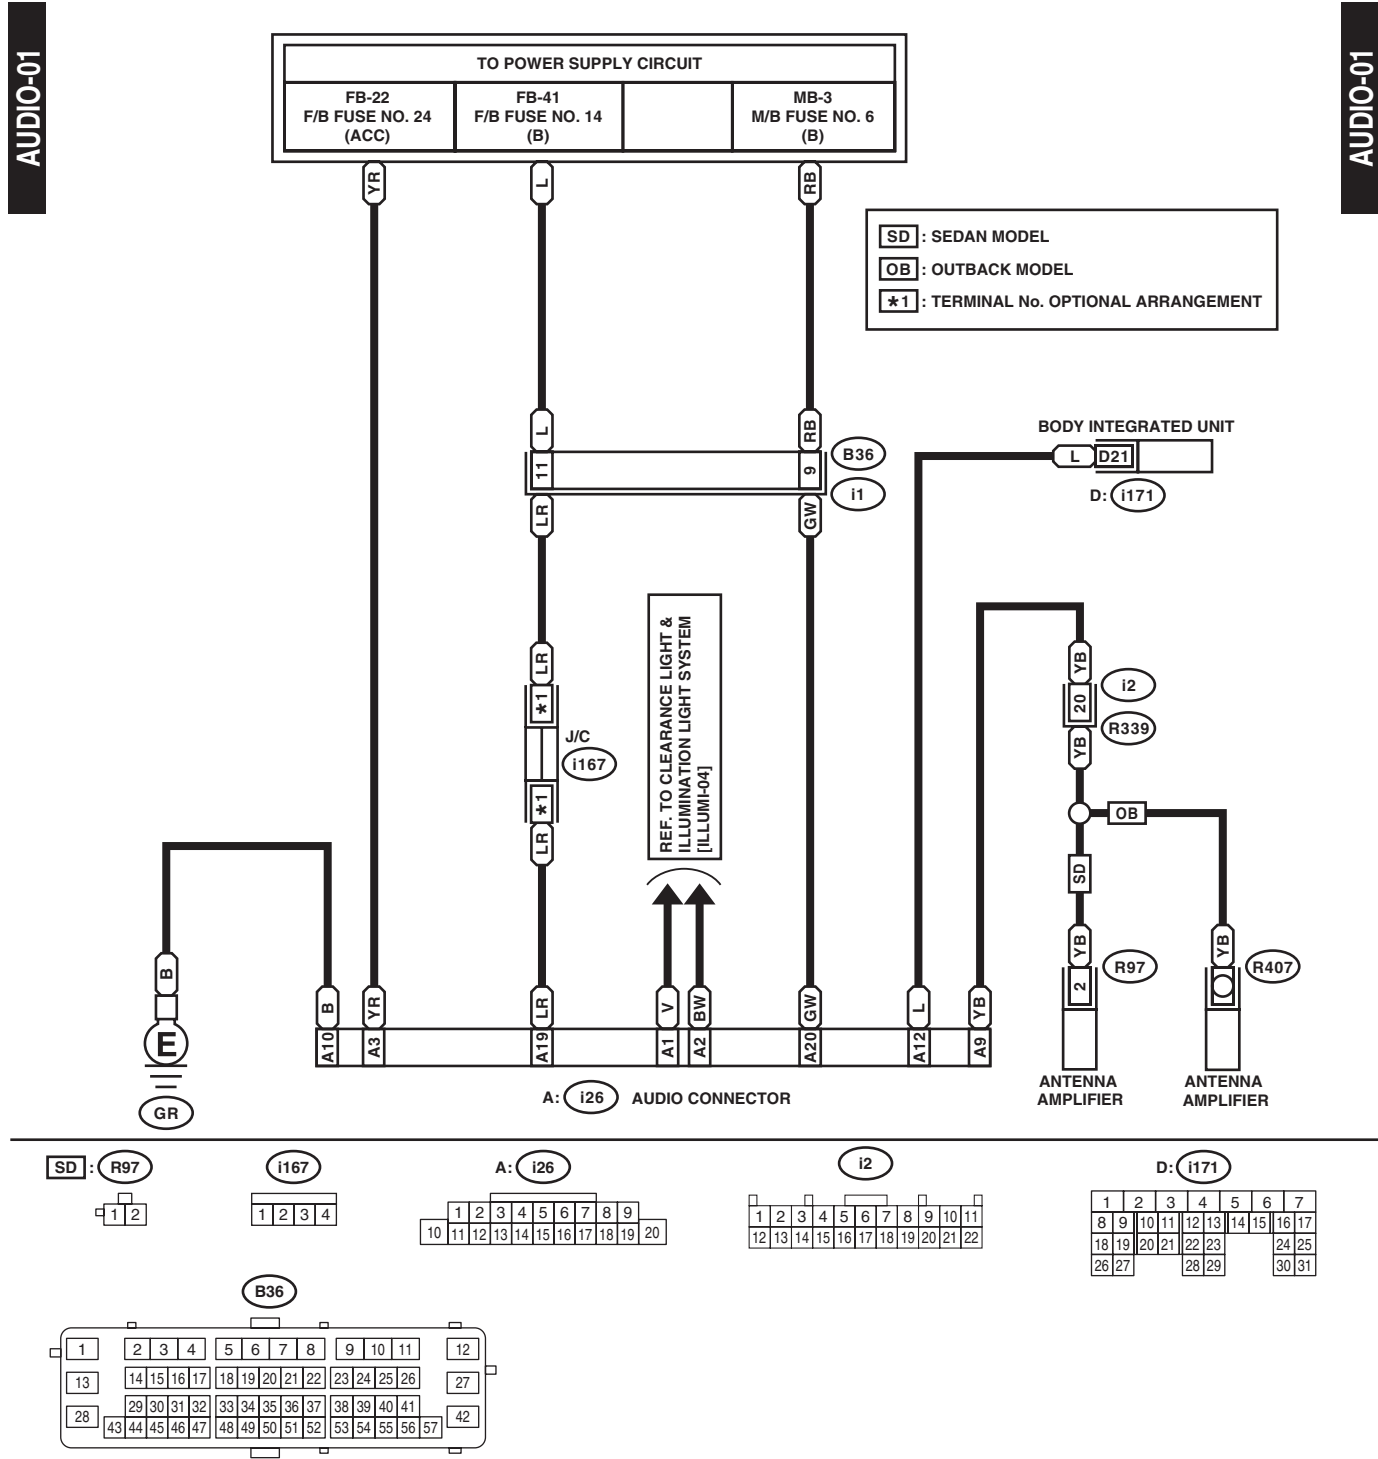 AUDIO-01
AUDIO-01
TO POWER SUPPLY CIRCUIT
FB-22
F/B FUSE NO. 24
(ACC)
FB-41
F/B FUSE NO. 14
(B)
MB-3
M/B FUSE NO. 6
(B)
YR
L
RB
SD : SEDAN MODEL
OB : OUTBACK MODEL
*1 : TERMINAL No. OPTIONAL ARRANGEMENT
L
RB
11
9
B36
i1
LR
GW
BODY INTEGRATED UNIT
L D21
D: i171
REF. TO CLEARANCE LIGHT &
ILLUMINATION LIGHT SYSTEM
[ILLUMI-04]
LR
*1
J/C
i167
*1
LR
YB
20
i2
R339
YB
OB
SD
YB
R97
2
YB
R407
ANTENNA
AMPLIFIER
ANTENNA
AMPLIFIER
B
E
GR
B
YR
LR
V
BW
GW
L
YB
A10
A3
A19
A1
A2
A20
A12
A9
A: i26 AUDIO CONNECTOR
SD : R97
1 2
i167
1 2 3 4
A: i26
1 2 3 4 5 6 7 8 9
10 11 12 13 14 15 16 17 18 19 20
i2
1 2 3 4 5 6 7 8 9 10 11
12 13 14 15 16 17 18 19 20 21 22
D: i171
1 2 3 4 5 6 7
8 9 10 11 12 13 14 15 16 17
18 19 20 21 22 23 24 25
26 27 28 29 30 31
B36
1 2 3 4 5 6 7 8 9 10 11 12
13 14 15 16 17 18 19 20 21 22 23 24 25 26 27
28 29 30 31 32 33 34 35 36 37 38 39 40 41 42
43 44 45 46 47 48 49 50 51 52 53 54 55 56 57